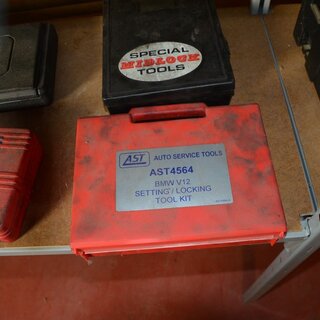 SPECIAL
MIDLOCK
TOOLS
AST
AUTO SERVICE TOOLS
AST4564
BMW V12
SETTING / LOCKING
TOOL KIT